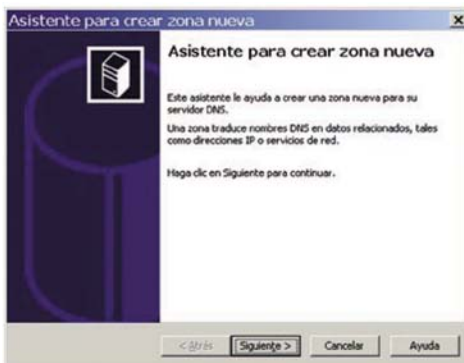 Asistente para crear zona nueva
Asistente para crear zona nueva
Este asistente le ayuda a crear una zona nueva para su
servidor DNS.
Una zona traduce nombres DNS en datos relacionados, tales
como direcciones IP o servicios de red.
Haga clic en Siguiente para continuar.
< Atrás Siguiente > Cancelar Ayuda